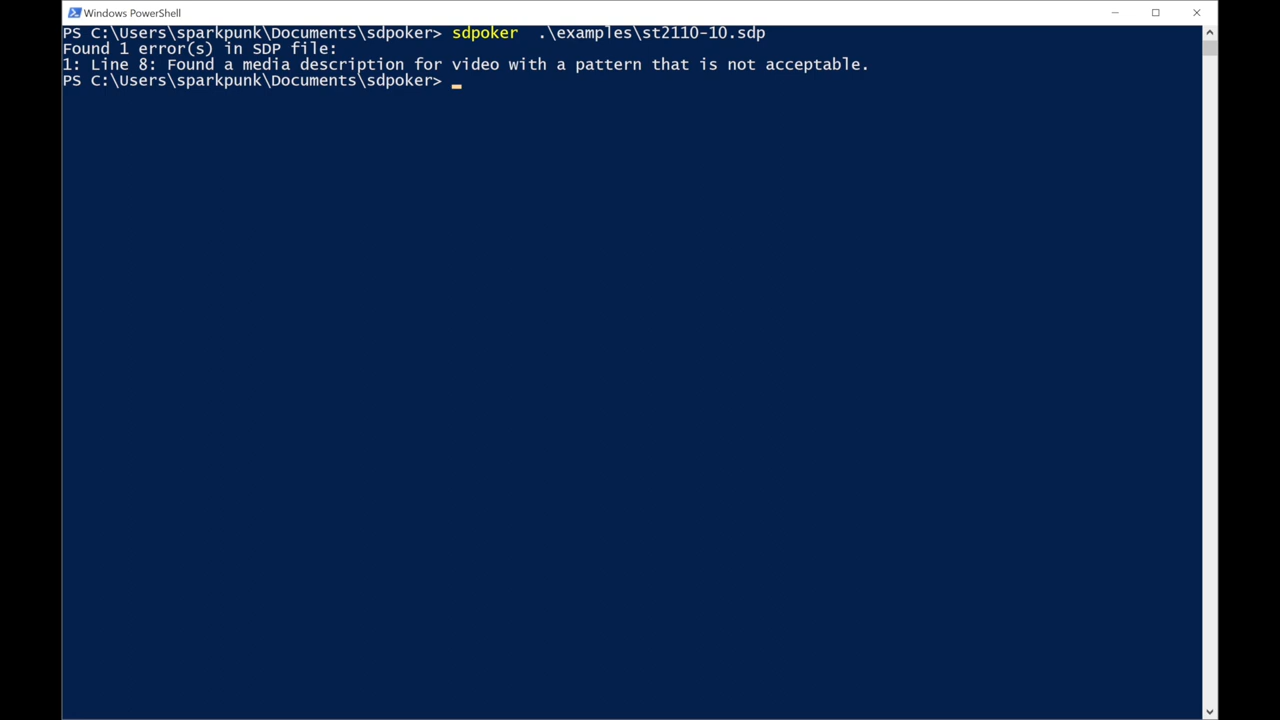 Windows PowerShell
PS C:\Users\sparkpunk\Documents\sdpoker> sdpoker  .\examples\st2110-10.sdp
Found 1 error(s) in SDP file:
1: Line 8: Found a media description for video with a pattern that is not acceptable.
PS C:\Users\sparkpunk\Documents\sdpoker>